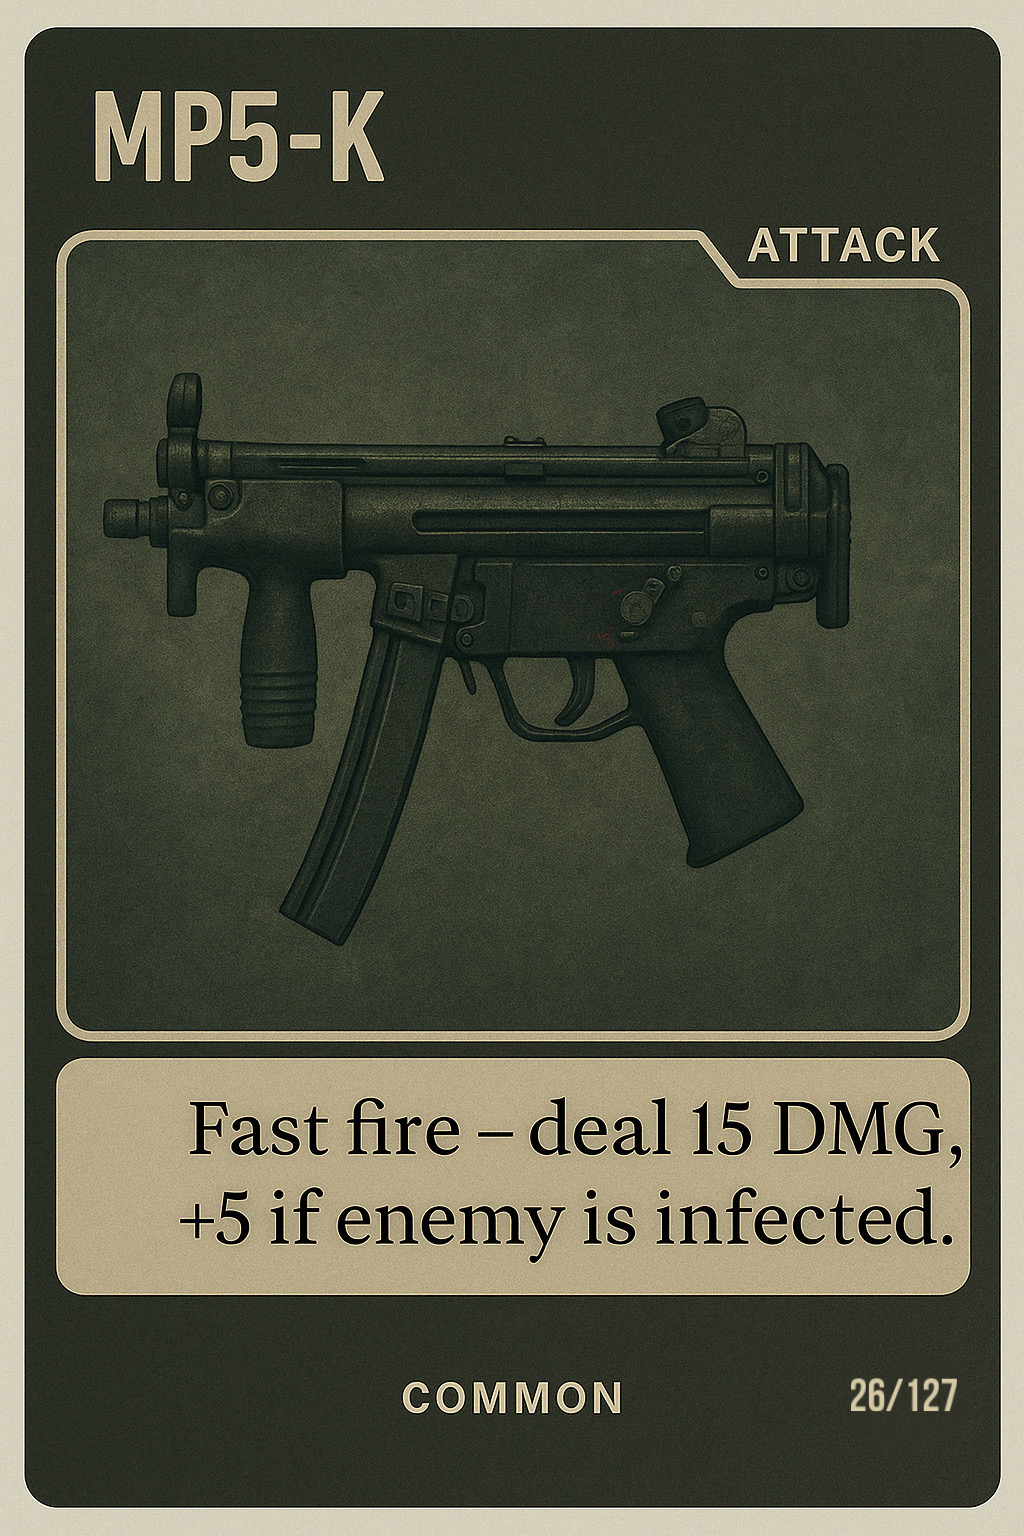 MP5-K
ATTACK
Fast fire – deal 15 DMG,
+5 if enemy is infected.
COMMON
26/127